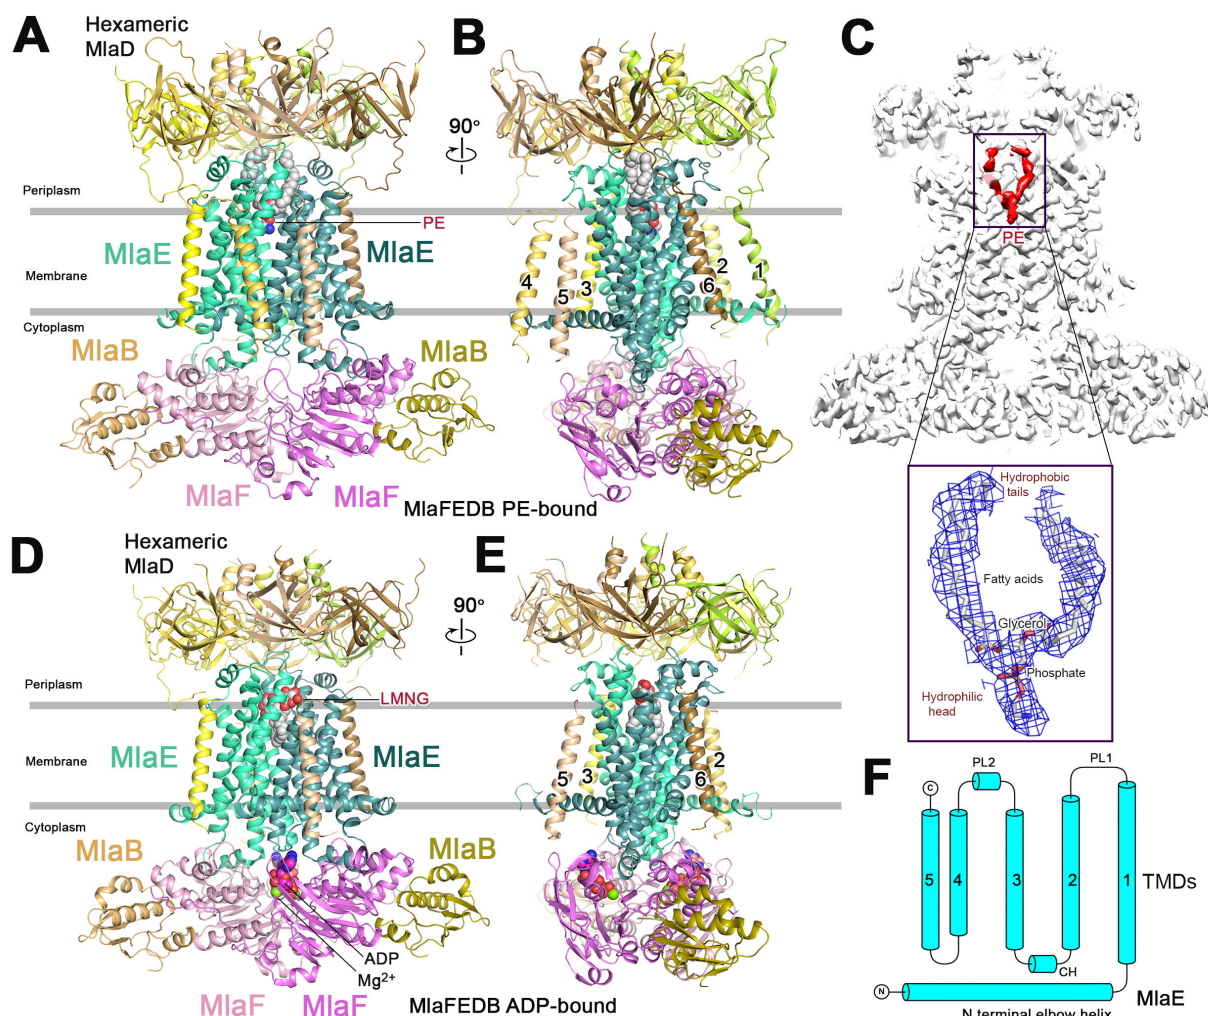 A
Hexameric
MlaD
B
90°
C
Periplasm
PE
MlaE
MlaE
Membrane
Cytoplasm
4
5
3
2
6
1
MlaB
MlaB
MlaF
MlaF
MlaFEDB PE-bound
PE
Hydrophobic
tails
Fatty acids
Glycerol
Phosphate
Hydrophilic
head
D
Hexameric
MlaD
E
90°
Periplasm
LMNG
MlaE
MlaE
Membrane
Cytoplasm
5
3
2
6
MlaB
MlaB
ADP
Mg2+
MlaF
MlaF
MlaFEDB ADP-bound
F
PL2
PL1
C
5
4
3
2
1
TMDs
CH
N
MlaE
N terminal elbow helix